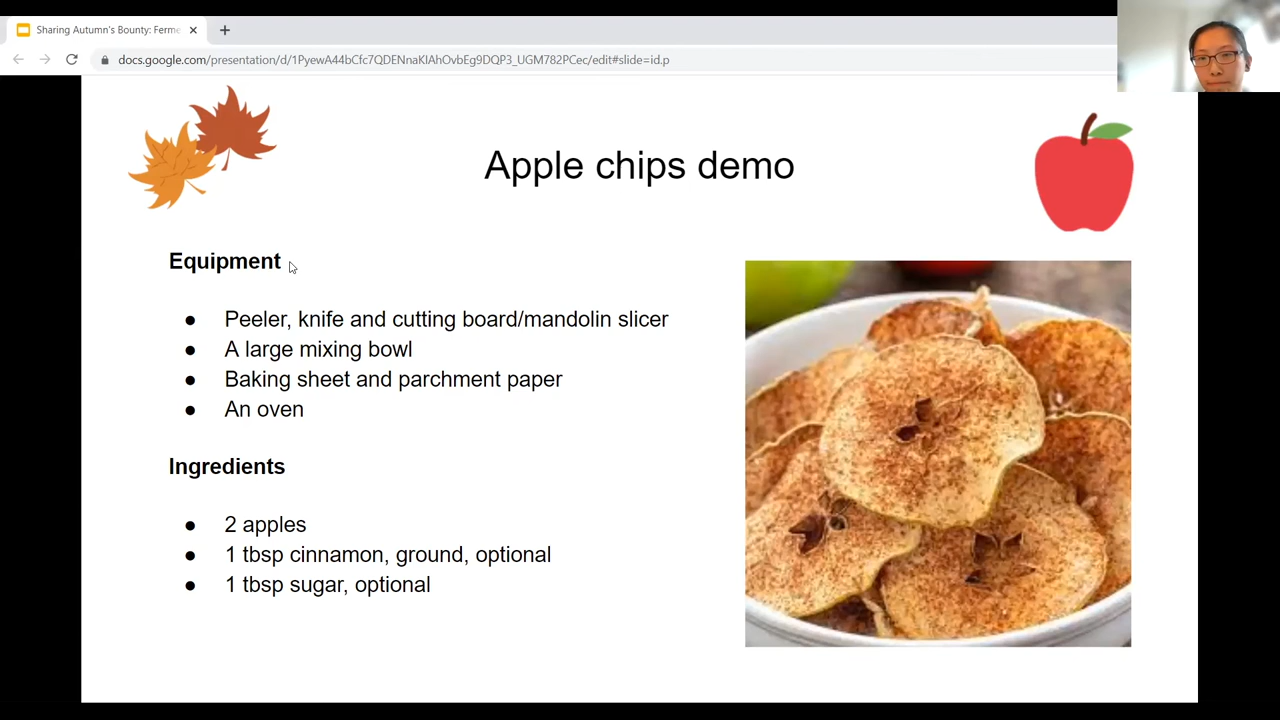 Sharing Autumn's Bounty: Ferme
docs.google.com/presentation/d/1PyewA44bCfc7QDENnaKIAhOvbEg9DQP3_UGM782PCec/edit#slide=id.p
Apple chips demo
Equipment
● Peeler, knife and cutting board/mandolin slicer
● A large mixing bowl
● Baking sheet and parchment paper
● An oven
Ingredients
● 2 apples
● 1 tbsp cinnamon, ground, optional
● 1 tbsp sugar, optional